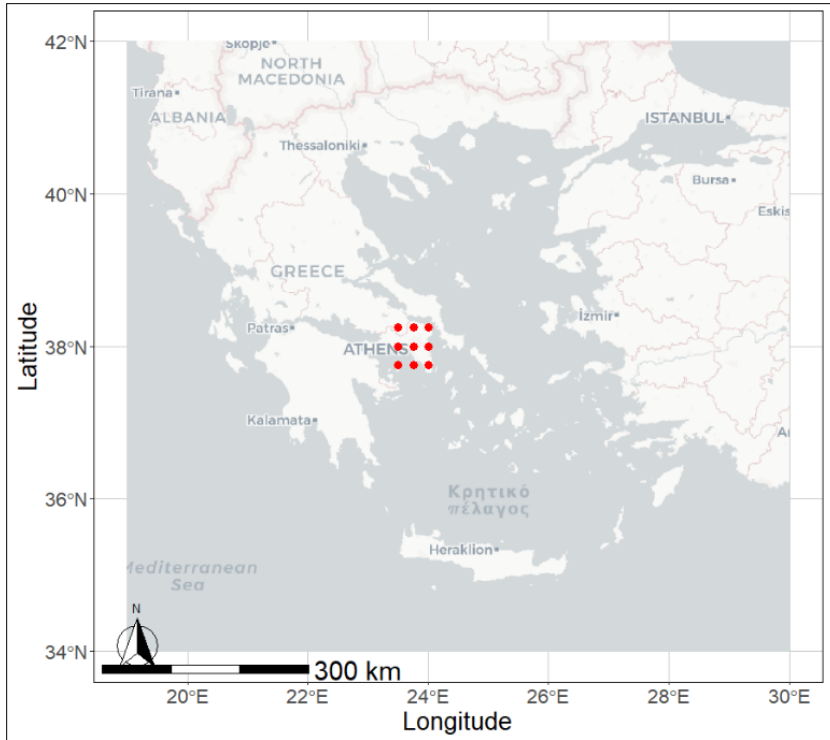 42°N
40°N
38°N
36°N
34°N
Latitude
Skopje
NORTH
MACEDONIA
Tirana
ALBANIA
Thessaloniki
ISTANBUL
Bursa
Eskis
GREECE
İzmir
Patras
ATHENS
Kalamata
Κρητικό
πέλαγος
Heraklion
Mediterranean
Sea
N
300 km
20°E
22°E
24°E
26°E
28°E
30°E
Longitude